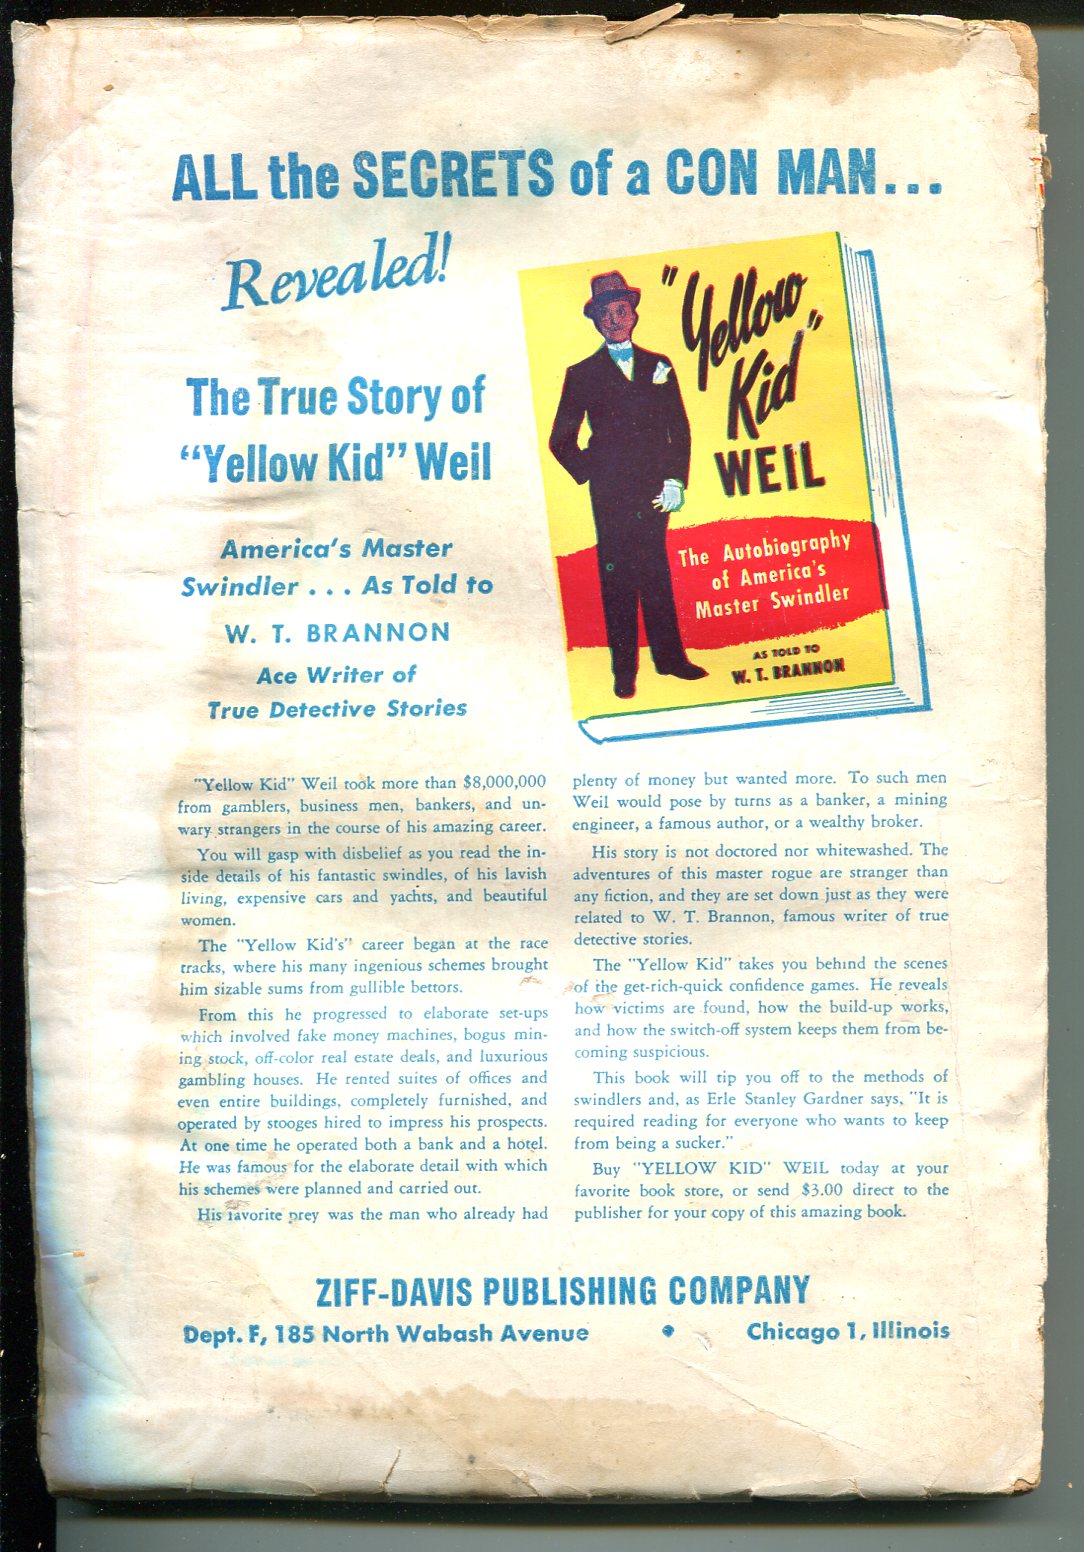 ALL the SECRETS of a CON MAN...
Revealed!
The True Story of
"Yellow Kid" Weil
America's Master
Swindler . . . As Told to
W. T. BRANNON
Ace Writer of
True Detective Stories
"Yellow
Kid"
WEIL
The Autobiography
of America's
Master Swindler
AS TOLD TO
W. T. BRANNON
"Yellow Kid" Weil took more than $8,000,000
from gamblers, business men, bankers, and un-
wary strangers in the course of his amazing career.
You will gasp with disbelief as you read the in-
side details of his fantastic swindles, of his lavish
living, expensive cars and yachts, and beautiful
women.
The "Yellow Kid's" career began at the race
tracks, where his many ingenious schemes brought
him sizable sums from gullible bettors.
From this he progressed to elaborate set-ups
which involved fake money machines, bogus min-
ing stock, off-color real estate deals, and luxurious
gambling houses. He rented suites of offices and
even entire buildings, completely furnished, and
operated by stooges hired to impress his prospects.
At one time he operated both a bank and a hotel.
He was famous for the elaborate detail with which
his schemes were planned and carried out.
His favorite prey was the man who already had
plenty of money but wanted more. To such men
Weil would pose by turns as a banker, a mining
engineer, a famous author, or a wealthy broker.
His story is not doctored nor whitewashed. The
adventures of this master rogue are stranger than
any fiction, and they are set down just as they were
related to W. T. Brannon, famous writer of true
detective stories.
The "Yellow Kid" takes you behind the scenes
of the get-rich-quick confidence games. He reveals
how victims are found, how the build-up works,
and how the switch-off system keeps them from be-
coming suspicious.
This book will tip you off to the methods of
swindlers and, as Erle Stanley Gardner says, "It is
required reading for everyone who wants to keep
from being a sucker."
Buy "YELLOW KID" WEIL today at your
favorite book store, or send $3.00 direct to the
publisher for your copy of this amazing book.
ZIFF-DAVIS PUBLISHING COMPANY
Dept. F, 185 North Wabash Avenue • Chicago 1, Illinois